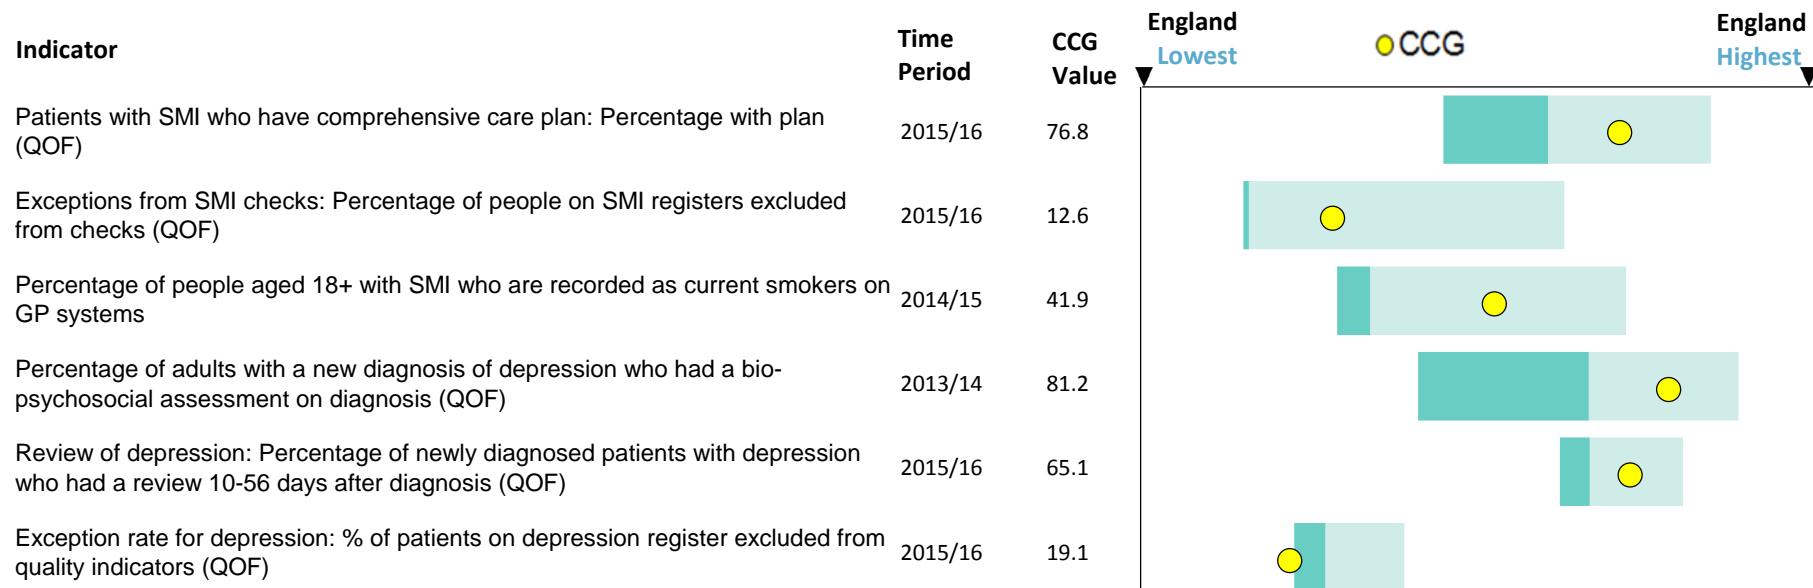 Indicator
Time
Period
CCG
Value
England
Lowest
CCG
England
Highest
Patients with SMI who have comprehensive care plan: Percentage with plan
(QOF)
2015/16
76.8
Exceptions from SMI checks: Percentage of people on SMI registers excluded
from checks (QOF)
2015/16
12.6
Percentage of people aged 18+ with SMI who are recorded as current smokers on
GP systems
2014/15
41.9
Percentage of adults with a new diagnosis of depression who had a bio-
psychosocial assessment on diagnosis (QOF)
2013/14
81.2
Review of depression: Percentage of newly diagnosed patients with depression
who had a review 10-56 days after diagnosis (QOF)
2015/16
65.1
Exception rate for depression: % of patients on depression register excluded from
quality indicators (QOF)
2015/16
19.1